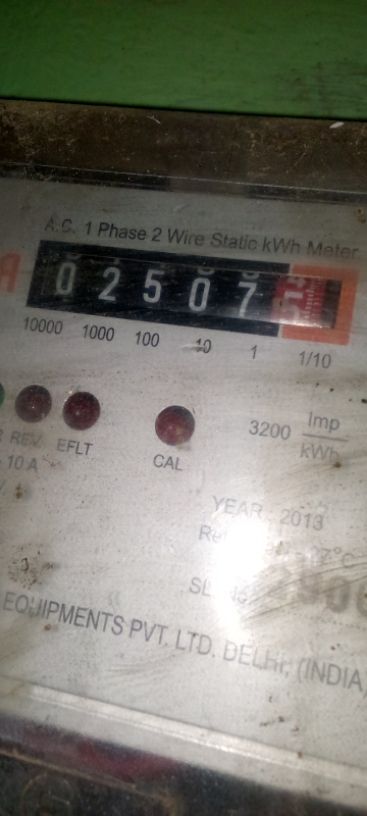 A.C. 1 Phase 2 Wire Static kWh Meter
0 2 5 0 7
10000 1000 100 10 1 1/10
3200 Imp/kWh
REV. EFLT CAL
10 A
YEAR 2013
27°C
EQUIPMENTS PVT. LTD. DELHI, (INDIA)